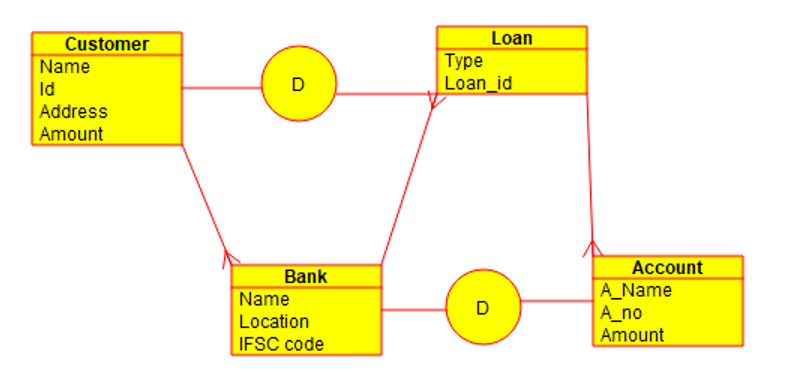 Customer
Name
Id
Address
Amount
D
Loan
Type
Loan_id
Bank
Name
Location
IFSC code
D
Account
A_Name
A_no
Amount